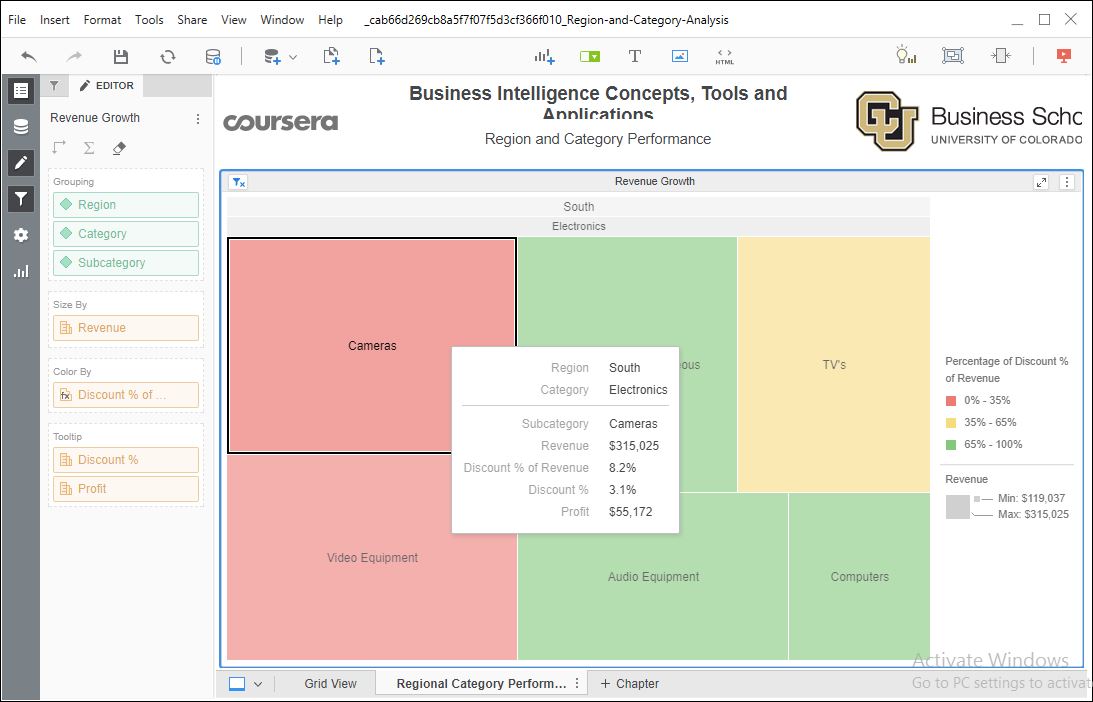 File Insert Format Tools Share View Window Help _cab66d269cb8a5f7f07f5d3cf366f010_Region-and-Category-Analysis
T
HTML
EDITOR
Revenue Growth
Σ
Grouping
Region
Category
Subcategory
Size By
Revenue
Color By
fx Discount % of ...
Tooltip
Discount %
Profit
coursera
Business Intelligence Concepts, Tools and
Applications
Region and Category Performance
CU
Business Scho
UNIVERSITY OF COLORADO
Revenue Growth
South
Electronics
Cameras
eous
TV's
Video Equipment
Audio Equipment
Computers
Region South
Category Electronics
Subcategory Cameras
Revenue $315,025
Discount % of Revenue 8.2%
Discount % 3.1%
Profit $55,172
Percentage of Discount %
of Revenue
0% - 35%
35% - 65%
65% - 100%
Revenue
Min: $119,037
Max: $315,025
Activate Windows
Go to PC settings to activat
Grid View Regional Category Perform... + Chapter